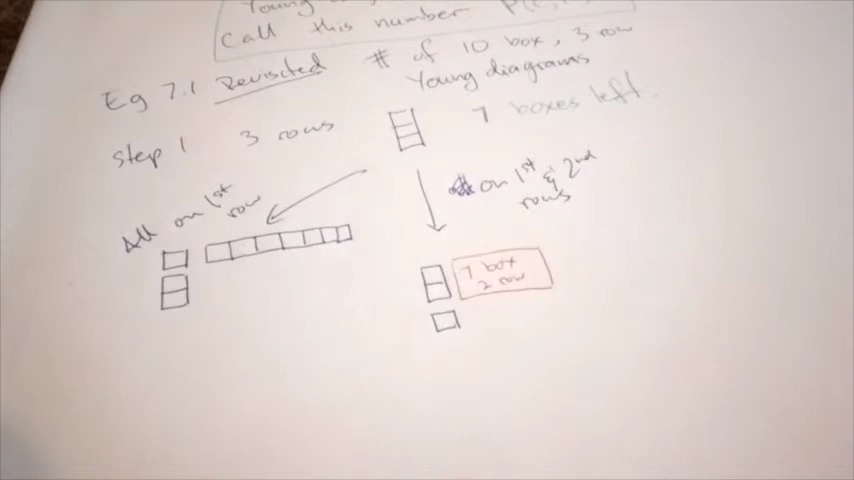 Young
Call this number P(
Eg 7.1 Revisited # of 10 box, 3 row
Young diagrams
Step 1 3 rows 7 boxes left.
All on 1st row
on 1st & 2nd
rows
7 box
2 row